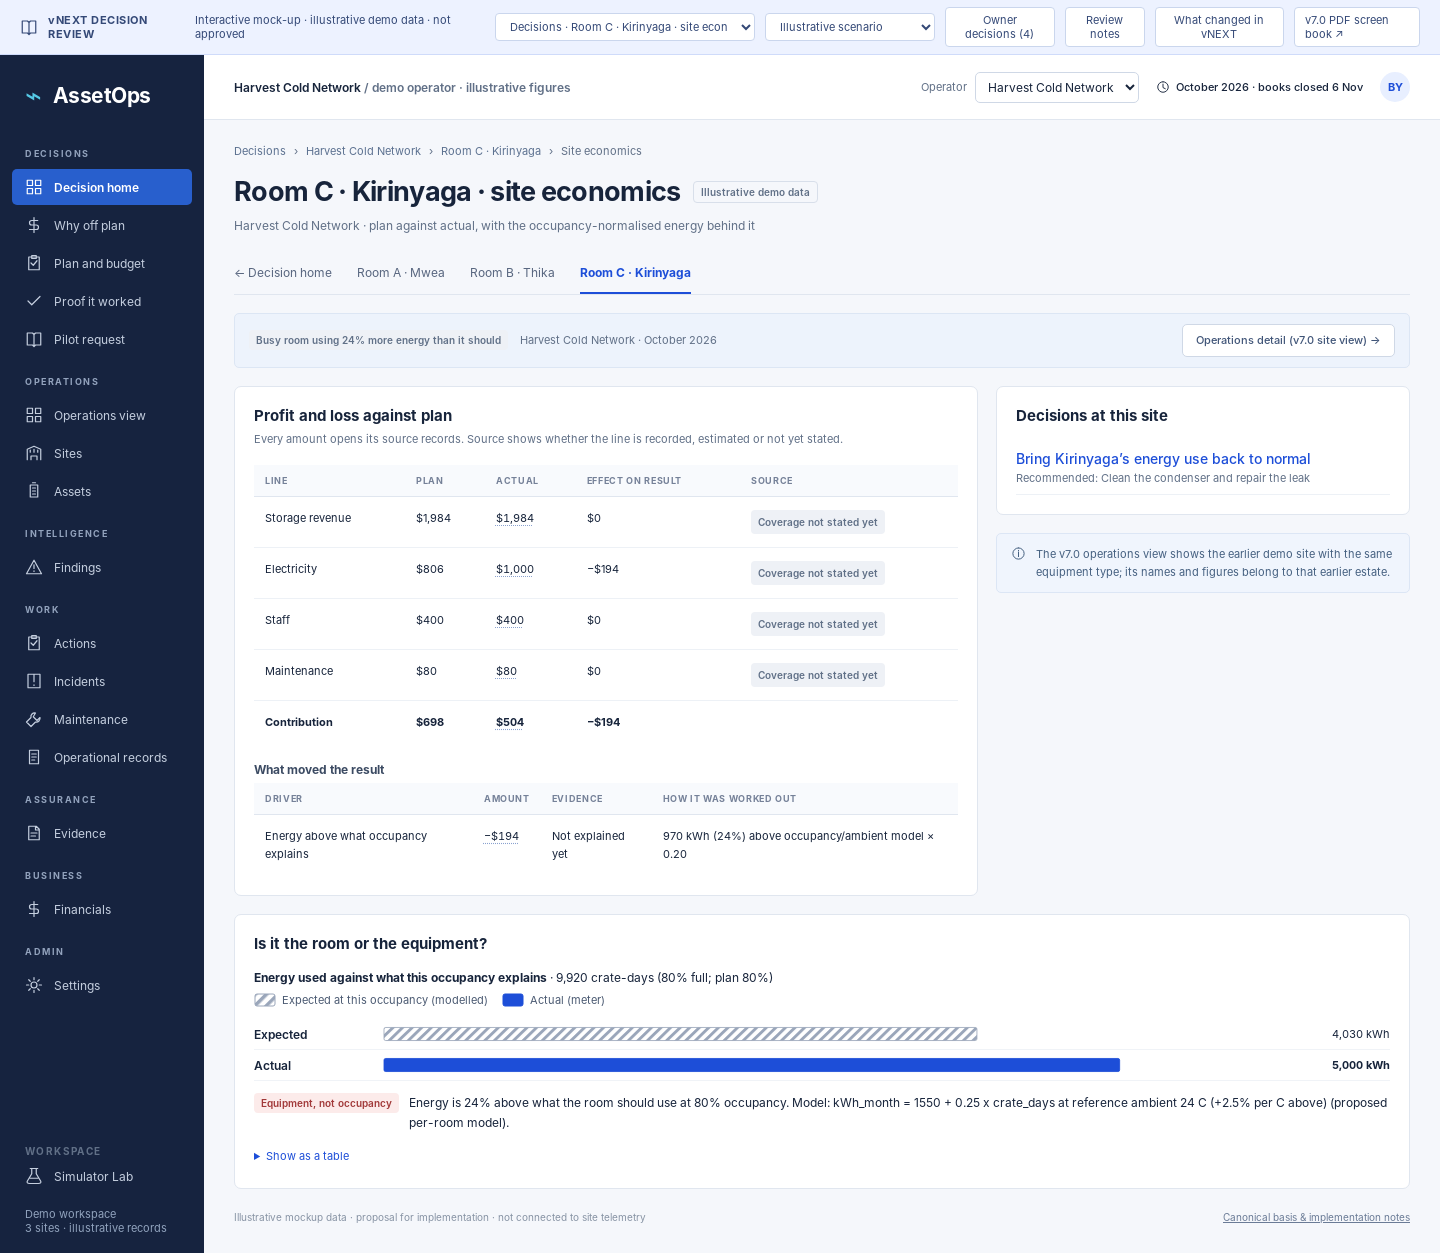 vNEXT DECISION REVIEW
Interactive mock-up · illustrative demo data · not approved
Decisions · Room C · Kirinyaga · site econ
Illustrative scenario
Owner decisions (4)
Review notes
What changed in vNEXT
v7.0 PDF screen book ↗
AssetOps
DECISIONS
Decision home
Why off plan
Plan and budget
Proof it worked
Pilot request
OPERATIONS
Operations view
Sites
Assets
INTELLIGENCE
Findings
WORK
Actions
Incidents
Maintenance
Operational records
ASSURANCE
Evidence
BUSINESS
Financials
ADMIN
Settings
WORKSPACE
Simulator Lab
Demo workspace
3 sites · illustrative records
Harvest Cold Network / demo operator · illustrative figures
Operator
Harvest Cold Network
October 2026 · books closed 6 Nov
BY
Decisions › Harvest Cold Network › Room C · Kirinyaga › Site economics
Room C · Kirinyaga · site economics
Illustrative demo data
Harvest Cold Network · plan against actual, with the occupancy-normalised energy behind it
← Decision home
Room A · Mwea
Room B · Thika
Room C · Kirinyaga
Busy room using 24% more energy than it should
Harvest Cold Network · October 2026
Operations detail (v7.0 site view) →
Profit and loss against plan
Every amount opens its source records. Source shows whether the line is recorded, estimated or not yet stated.
LINE PLAN ACTUAL EFFECT ON RESULT SOURCE
Storage revenue $1,984 $1,984 $0 Coverage not stated yet
Electricity $806 $1,000 −$194 Coverage not stated yet
Staff $400 $400 $0 Coverage not stated yet
Maintenance $80 $80 $0 Coverage not stated yet
Contribution $698 $504 −$194
What moved the result
DRIVER AMOUNT EVIDENCE HOW IT WAS WORKED OUT
Energy above what occupancy explains −$194 Not explained yet 970 kWh (24%) above occupancy/ambient model × 0.20
Decisions at this site
Bring Kirinyaga’s energy use back to normal
Recommended: Clean the condenser and repair the leak
The v7.0 operations view shows the earlier demo site with the same
equipment type; its names and figures belong to that earlier estate.
Is it the room or the equipment?
Energy used against what this occupancy explains · 9,920 crate-days (80% full; plan 80%)
Expected at this occupancy (modelled)
Actual (meter)
Expected 4,030 kWh
Actual 5,000 kWh
Equipment, not occupancy
Energy is 24% above what the room should use at 80% occupancy. Model: kWh_month = 1550 + 0.25 x crate_days at reference ambient 24 C (+2.5% per C above) (proposed
per-room model).
▶ Show as a table
Illustrative mockup data · proposal for implementation · not connected to site telemetry
Canonical basis & implementation notes